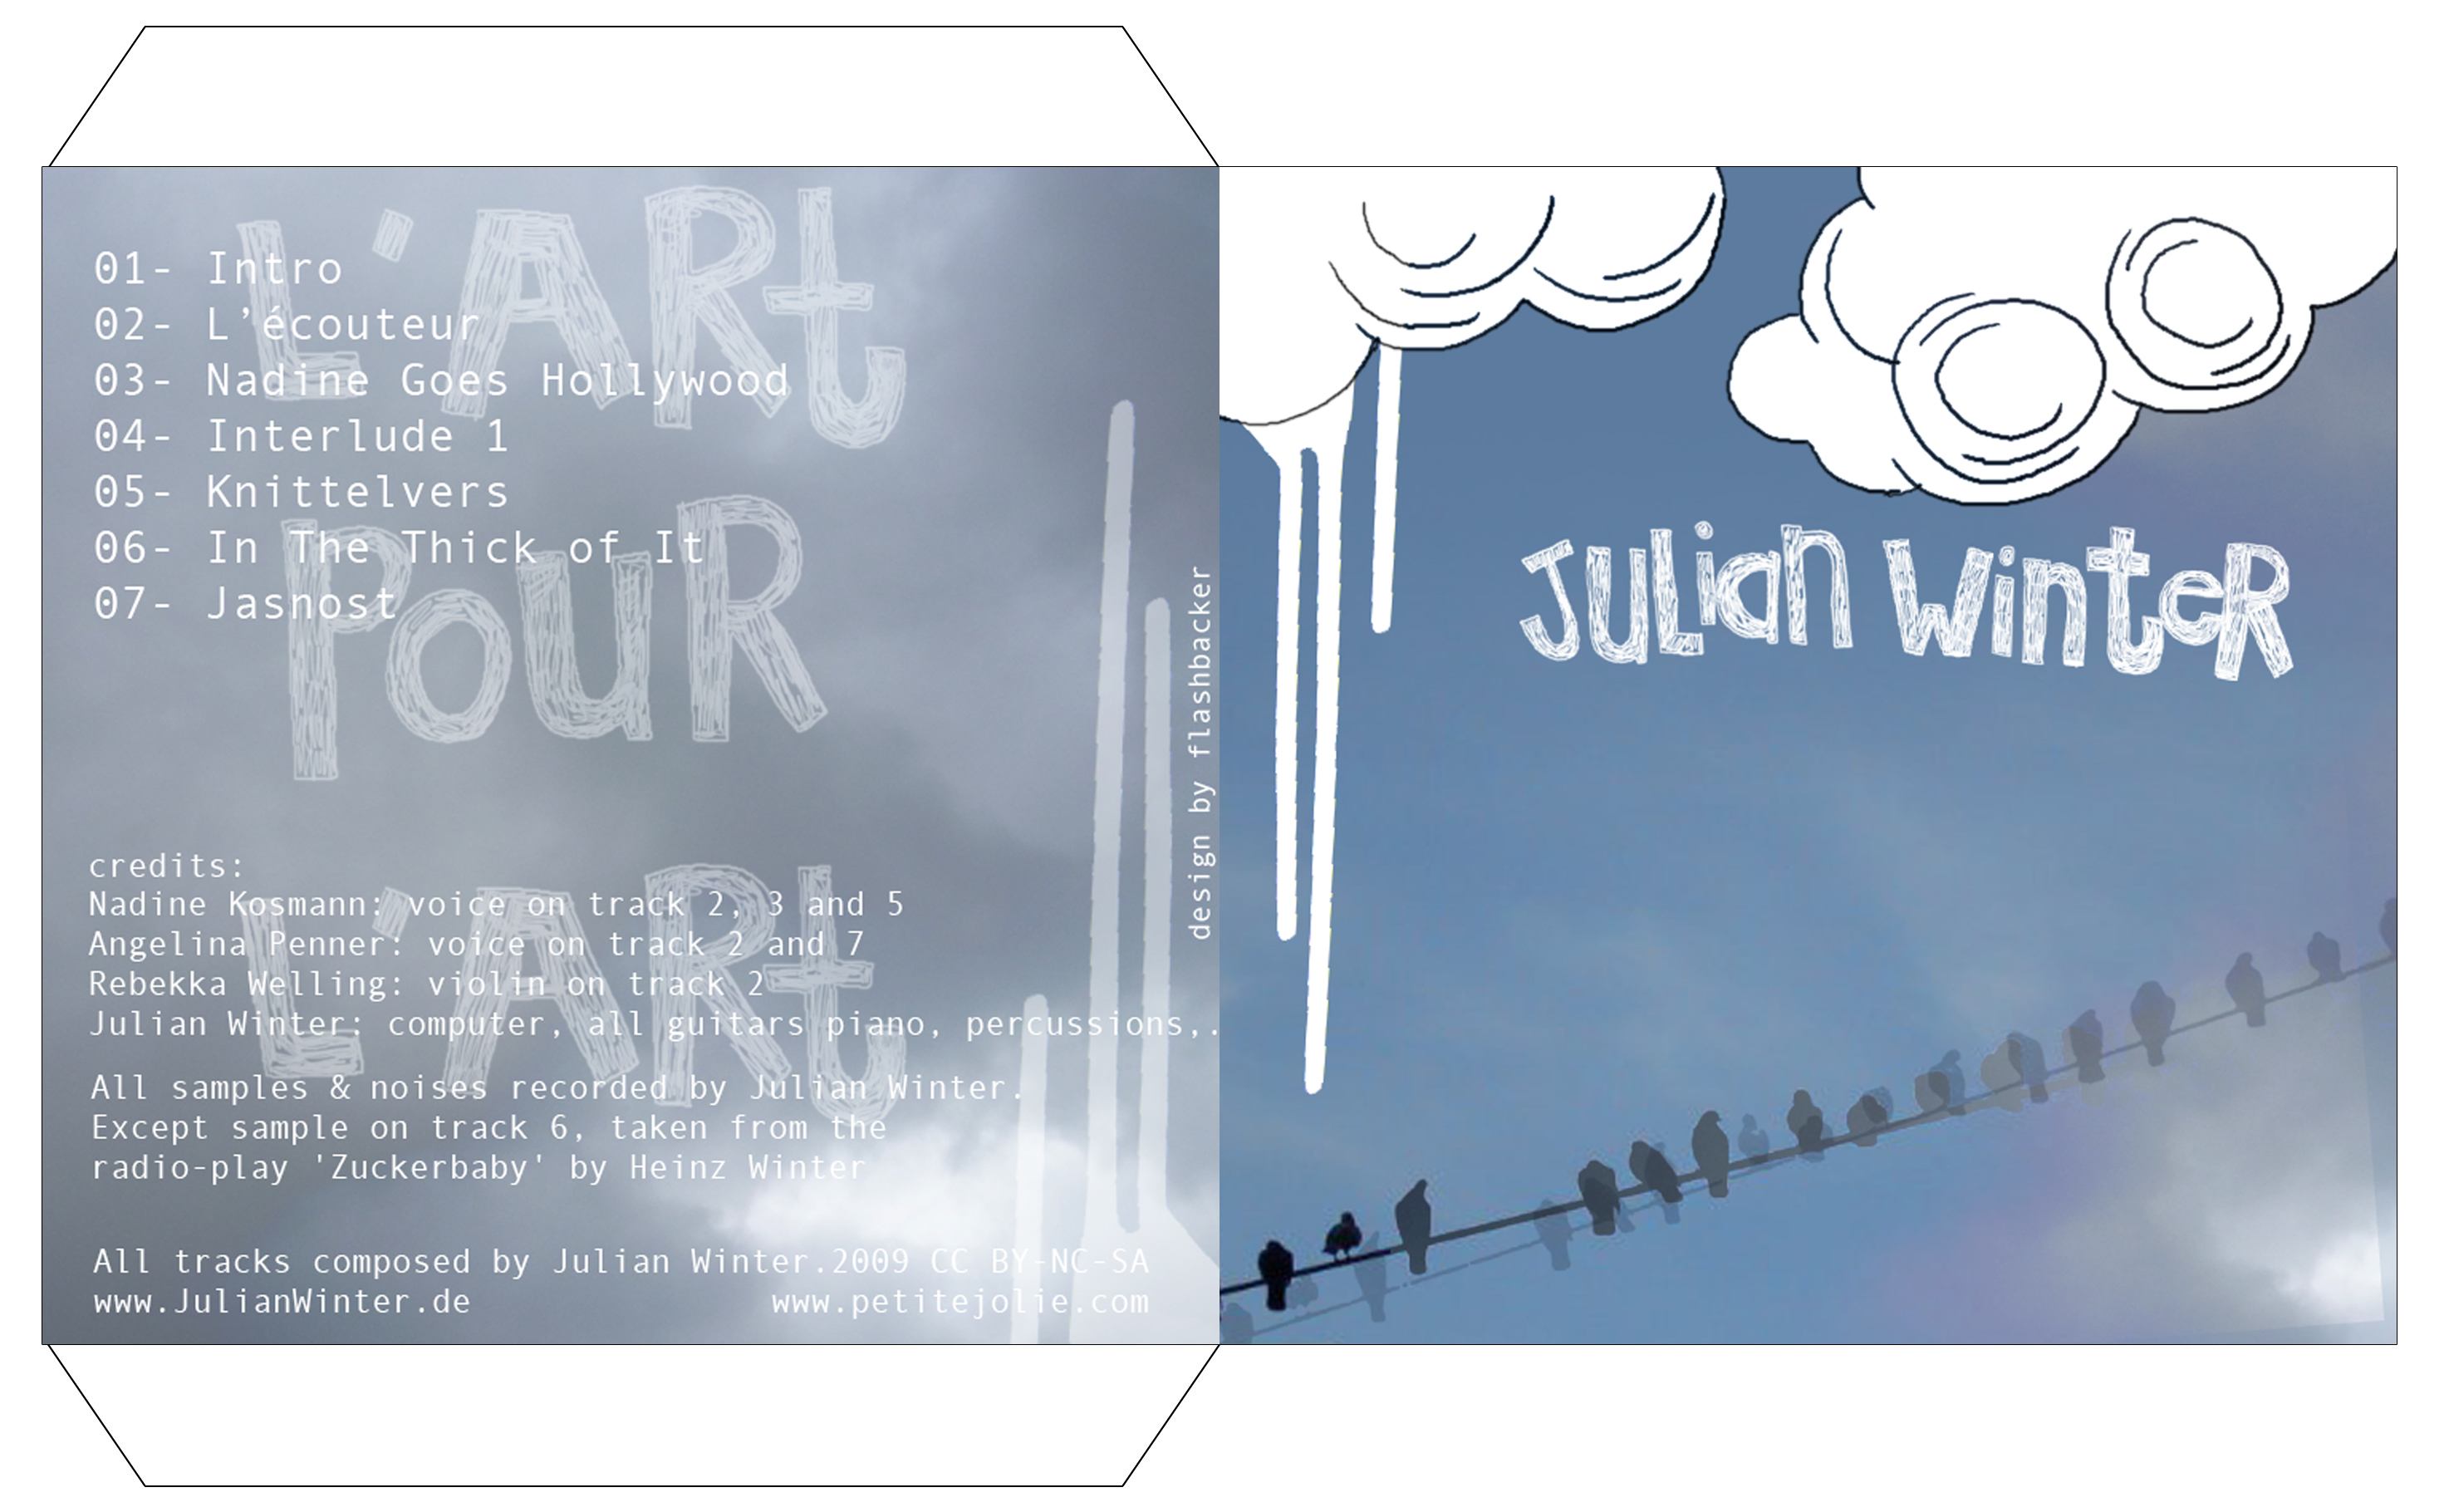 L'ARt
PouR
L'ARt
01- Intro
02- L’écouteur
03- Nadine Goes Hollywood
04- Interlude 1
05- Knittelvers
06- In The Thick of It
07- Jasnost
credits:
Nadine Kosmann: voice on track 2, 3 and 5
Angelina Penner: voice on track 2 and 7
Rebekka Welling: violin on track 2
Julian Winter: computer, all guitars piano, percussions,.
All samples & noises recorded by Julian Winter.
Except sample on track 6, taken from the
radio-play 'Zuckerbaby' by Heinz Winter
All tracks composed by Julian Winter.2009 CC BY-NC-SA
www.JulianWinter.de www.petitejolie.com
design by flashbacker
JuLian WinteR